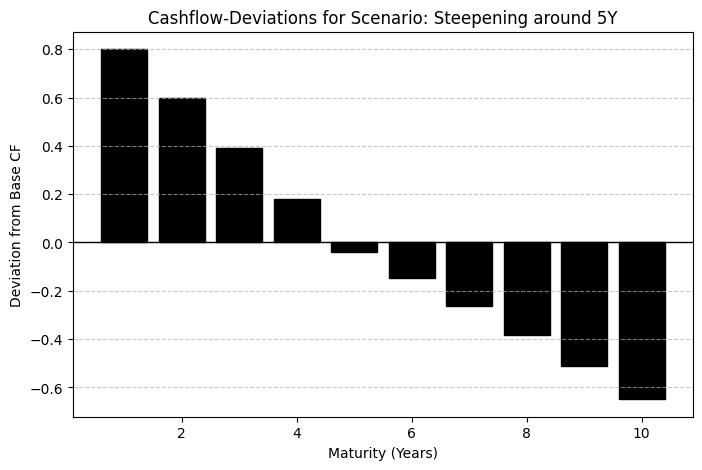 Cashflow-Deviations for Scenario: Steepening around 5Y
Deviation from Base CF
0.8
0.6
0.4
0.2
0.0
−0.2
−0.4
−0.6
2 4 6 8 10
Maturity (Years)